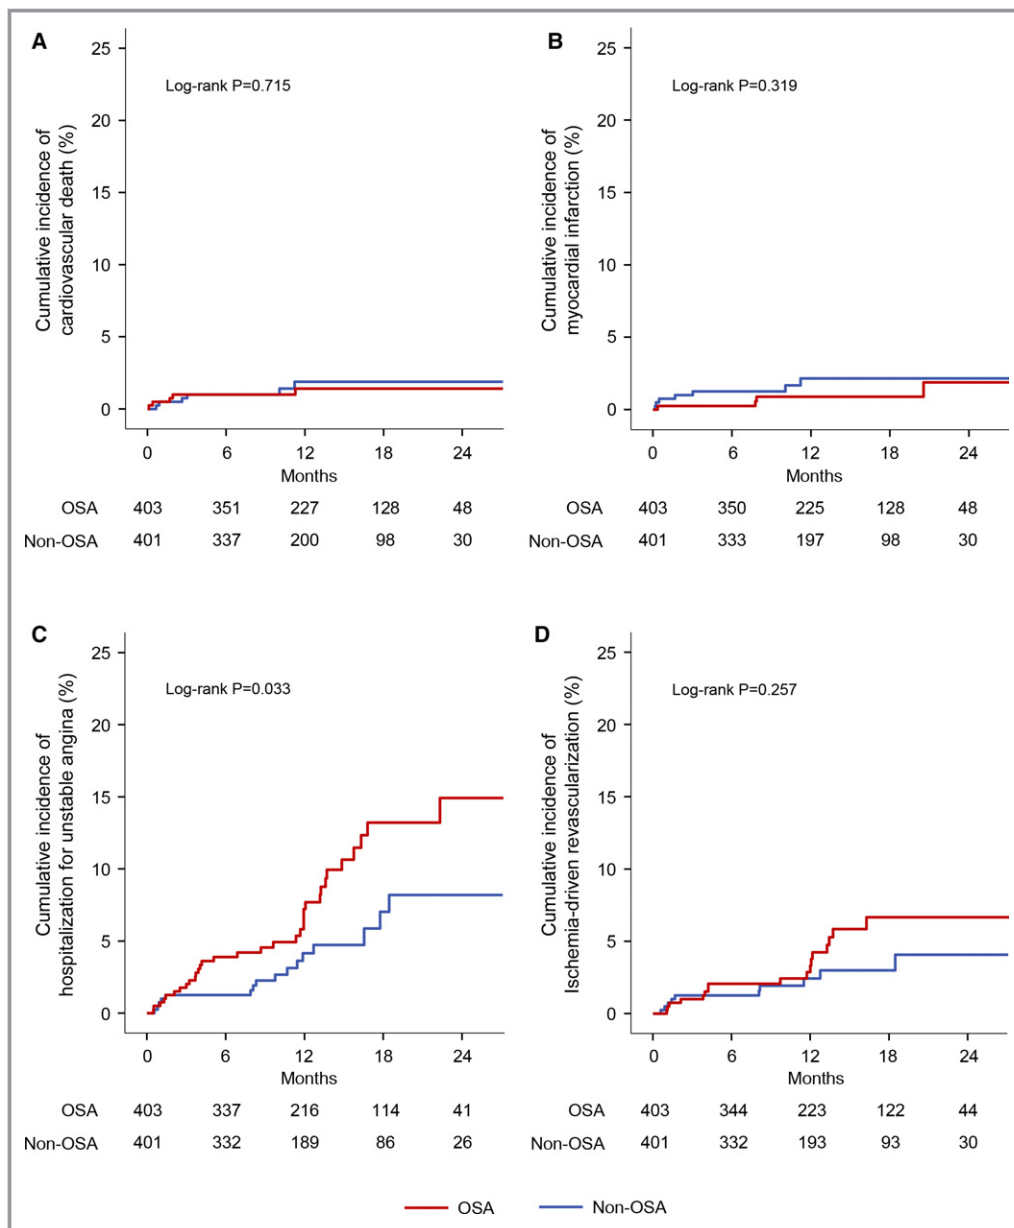 A
Log-rank P=0.715
Cumulative incidence of
cardiovascular death (%)
25
20
15
10
5
0
0 6 12 18 24
Months
OSA 403 351 227 128 48
Non-OSA 401 337 200 98 30
B
Log-rank P=0.319
Cumulative incidence of
myocardial infarction (%)
25
20
15
10
5
0
0 6 12 18 24
Months
OSA 403 350 225 128 48
Non-OSA 401 333 197 98 30
C
Log-rank P=0.033
Cumulative incidence of
hospitalization for unstable angina (%)
25
20
15
10
5
0
0 6 12 18 24
Months
OSA 403 337 216 114 41
Non-OSA 401 332 189 86 26
D
Log-rank P=0.257
Cumulative incidence of
Ischemia-driven revascularization (%)
25
20
15
10
5
0
0 6 12 18 24
Months
OSA 403 344 223 122 44
Non-OSA 401 332 193 93 30
OSA Non-OSA